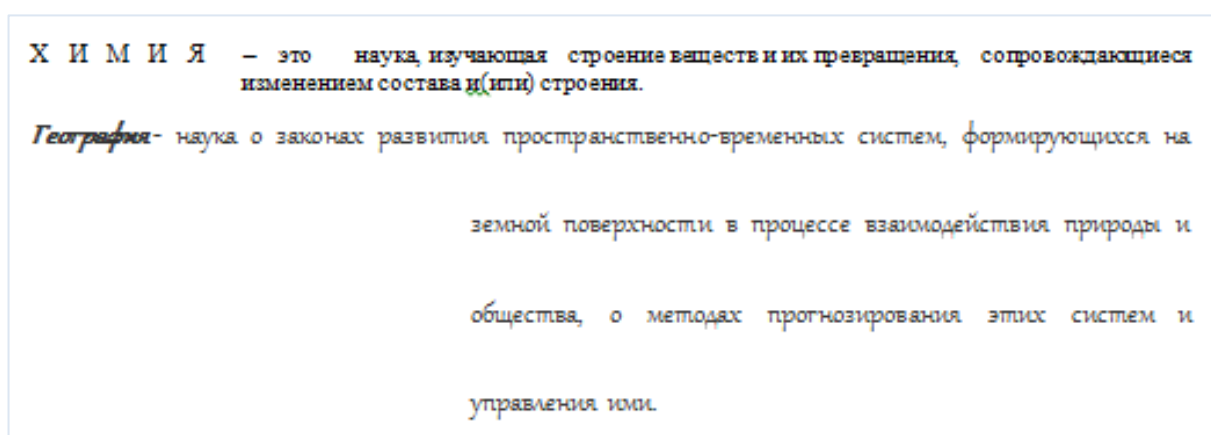 Х И М И Я – это наука, изучающая строение веществ и их превращения, сопровождающиеся
изменением состава и(или) строения.
География- наука о законах развития пространственно-временных систем, формирующихся на
земной поверхности в процессе взаимодействия природы и
общества, о методах прогнозирования этих систем и
управления ими.